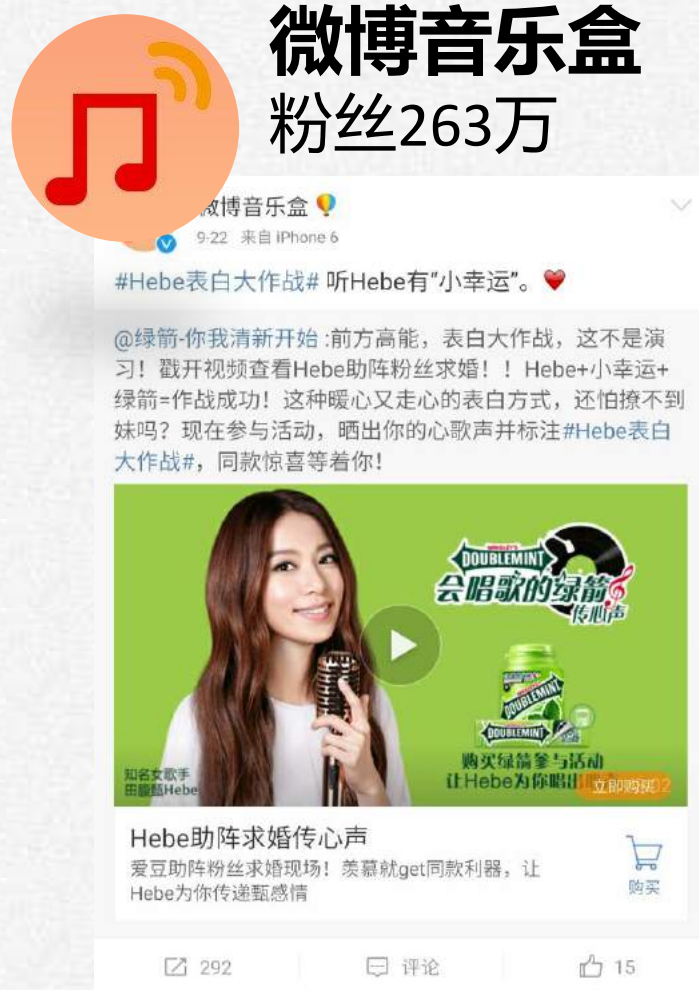 微博音乐盒
粉丝263万
微博音乐盒
9-22 来自 iPhone 6
#Hebe表白大作战# 听Hebe有“小幸运”。
@绿箭-你我清新开始 :前方高能，表白大作战，这不是演
习！戳开视频查看Hebe助阵粉丝求婚！！Hebe+小幸运+
绿箭=作战成功！这种暖心又走心的表白方式，还怕撩不到
妹吗？现在参与活动，晒出你的心歌声并标注#Hebe表白
大作战#，同款惊喜等着你！
WRIGLEY'S
DOUBLEMINT
会唱歌的绿箭
传心声
DOUBLEMINT
DOUBLEMINT
购买绿箭参与活动
让Hebe为你唱出
立即购买
知名女歌手
田馥甄Hebe
Hebe助阵求婚传心声
爱豆助阵粉丝求婚现场！羡慕就get同款利器，让
Hebe为你传递甄感情
购买
292 评论 15